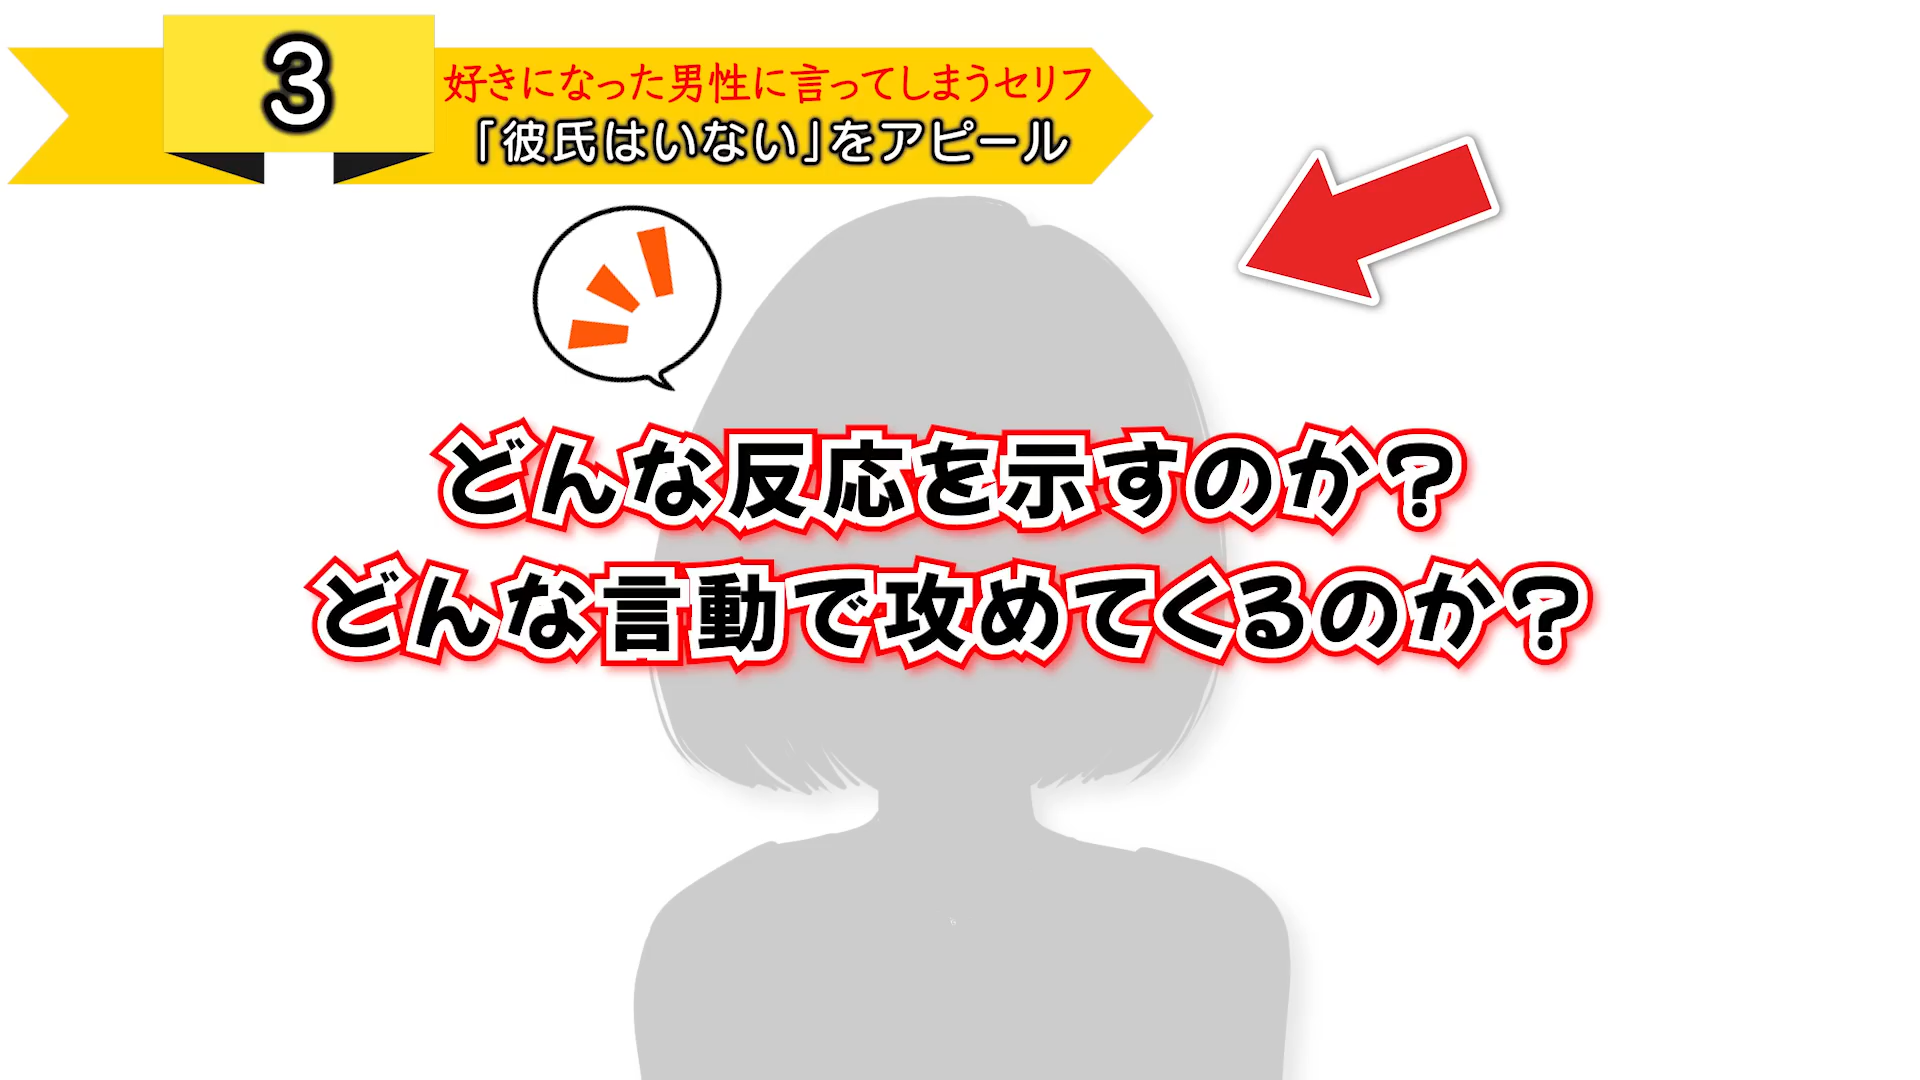 3
好きになった男性に言ってしまうセリフ
「彼氏はいない」をアピール
どんな反応を示すのか?
どんな言動で攻めてくるのか?